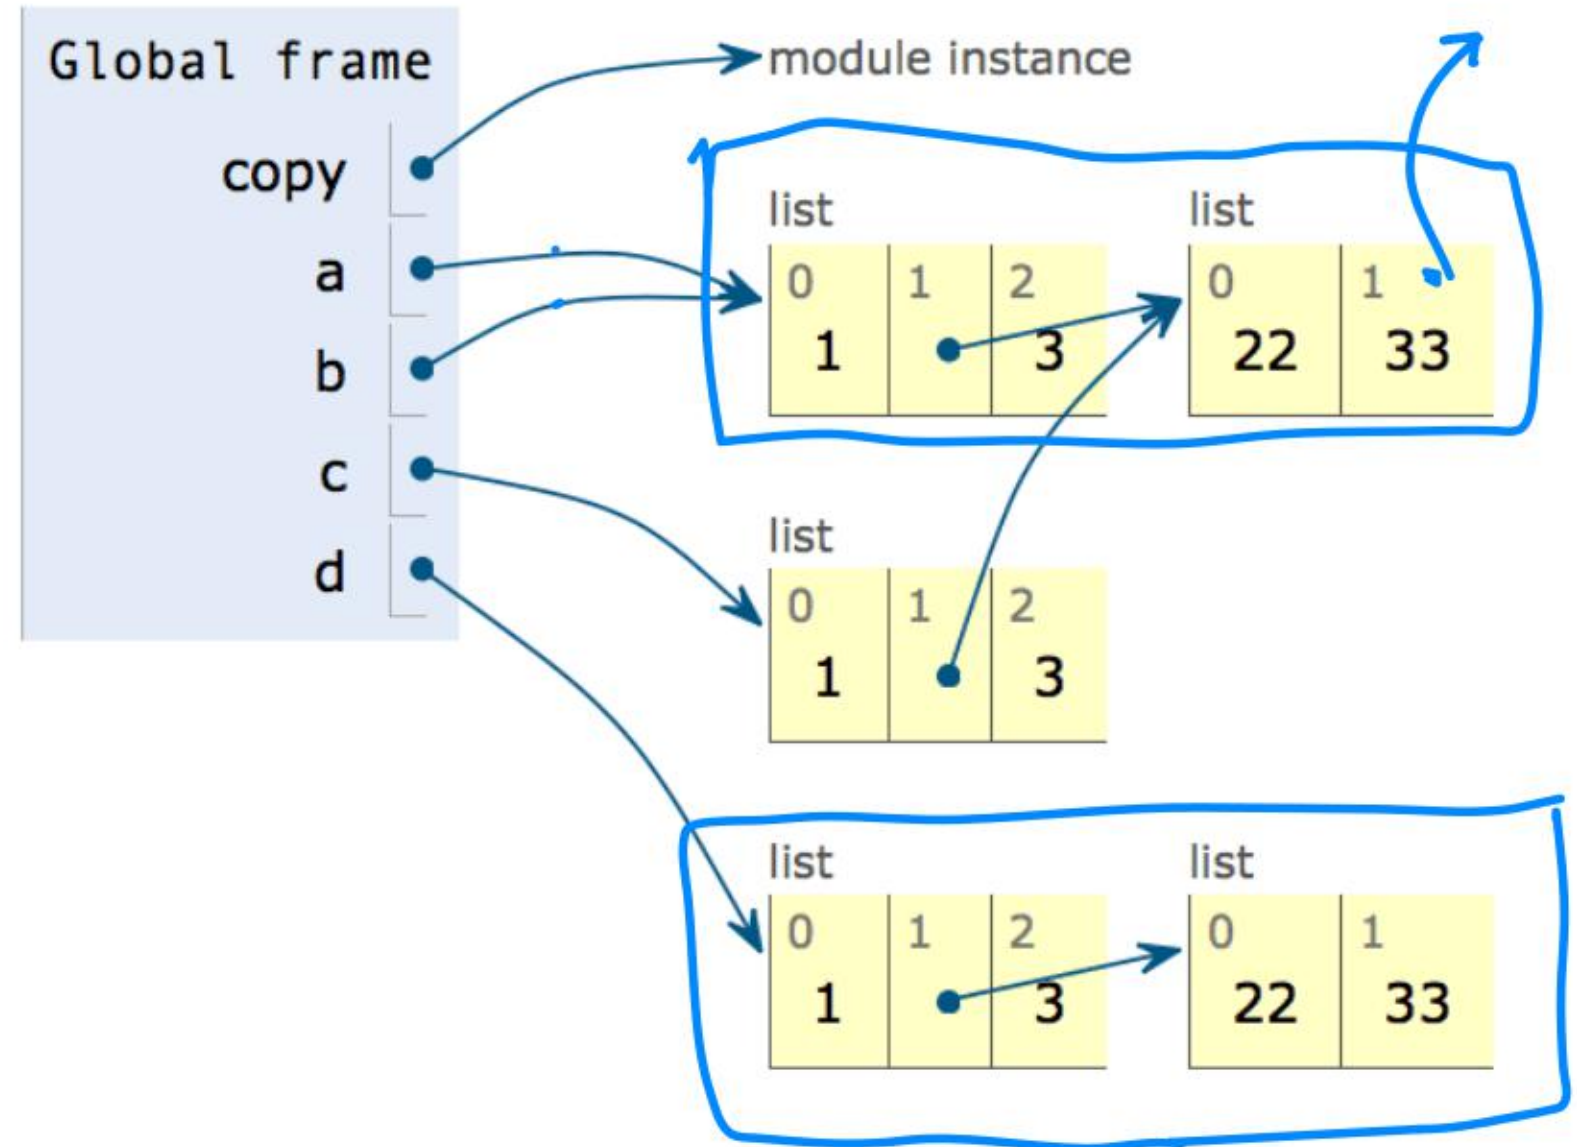 Global frame
module instance
copy
a
b
c
d
list list
0 1 2 0 1
1 3 22 33
list
0 1 2
1 3
list list
0 1 2 0 1
1 3 22 33